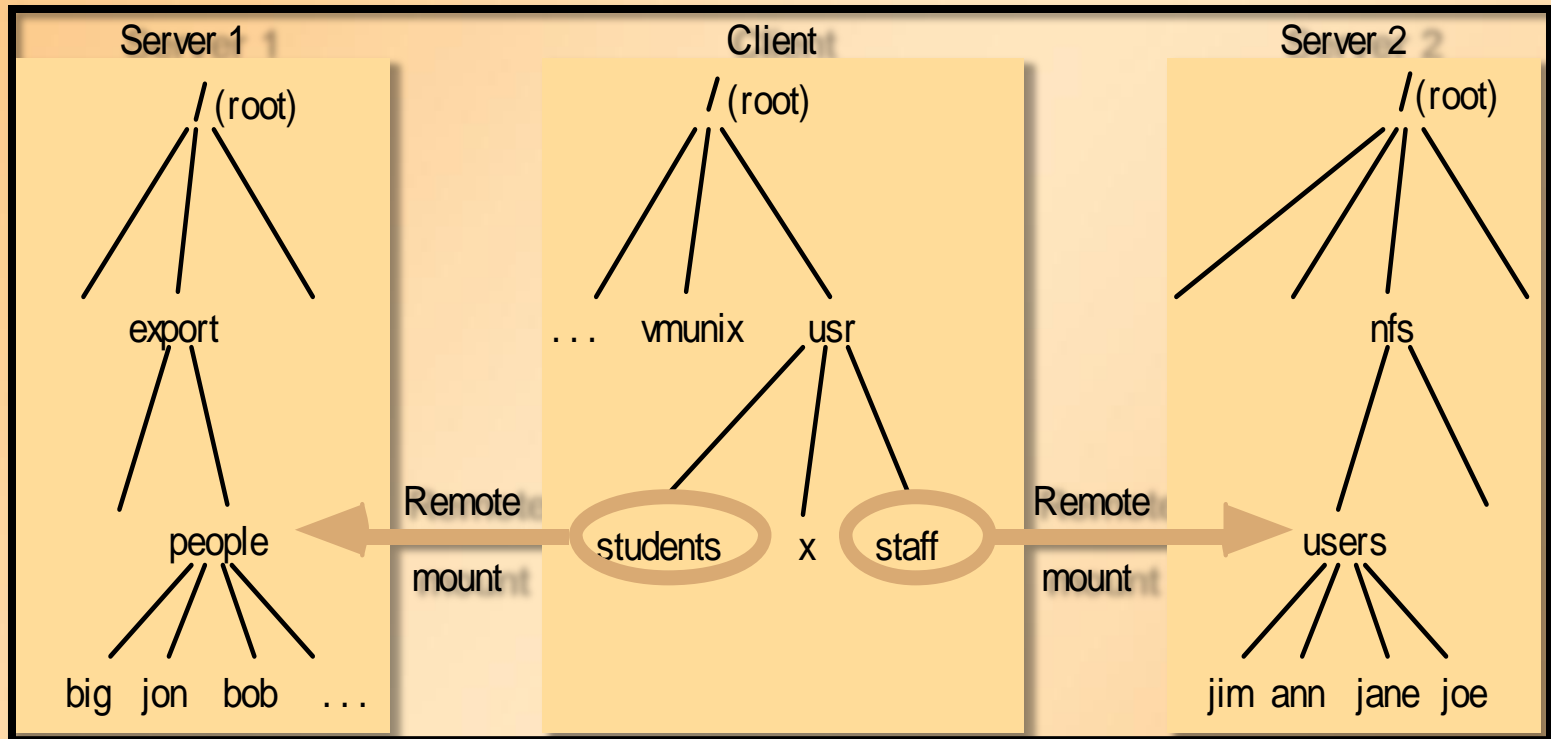 Server 1
Client
Server 2
/ (root)
/ (root)
/ (root)
export
. . . vmunix usr
nfs
Remote
mount
Remote
mount
people
students x staff
users
big jon bob . . .
jim ann jane joe